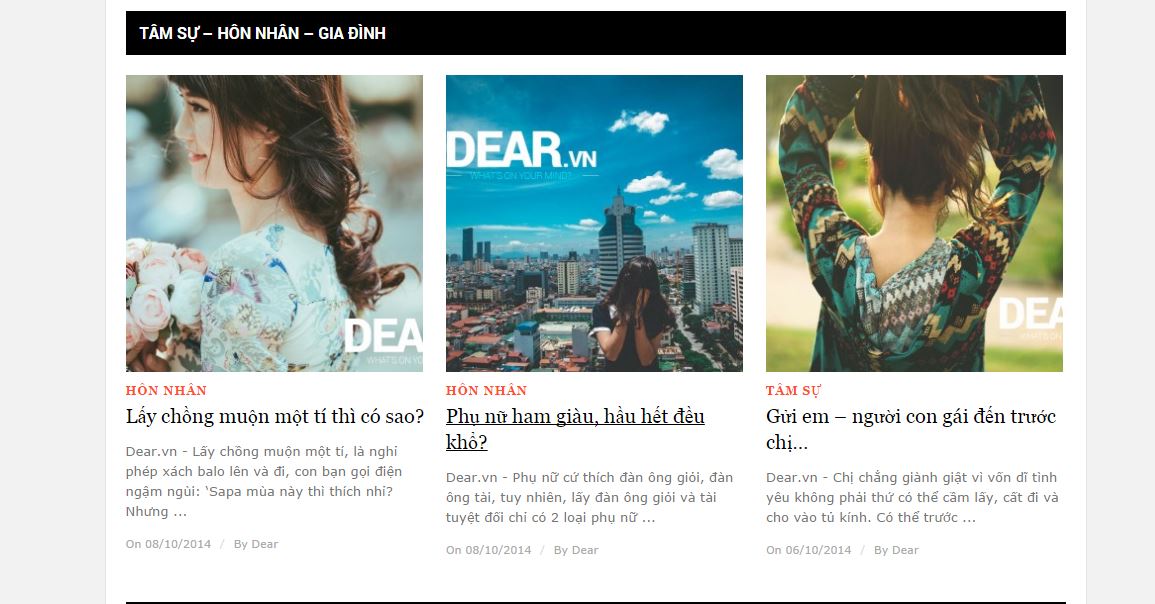 TÂM SỰ – HÔN NHÂN – GIA ĐÌNH
DEA
WHAT'S ON YO
HÔN NHÂN
Lấy chồng muộn một tí thì có sao?
Dear.vn - Lấy chồng muộn một tí, là nghỉ
phép xách balo lên và đi, con bạn gọi điện
ngậm ngùi: ‘Sapa mùa này thì thích nhỉ?
Nhưng ...
On 08/10/2014 / By Dear
DEAR.VN
WHAT'S ON YOUR MIND?
HÔN NHÂN
Phụ nữ ham giàu, hầu hết đều
khổ?
Dear.vn - Phụ nữ cứ thích đàn ông giỏi, đàn
ông tài, tuy nhiên, lấy đàn ông giỏi và tài
tuyệt đối chỉ có 2 loại phụ nữ ...
On 08/10/2014 / By Dear
DEA
TÂM SỰ
Gửi em – người con gái đến trước
chị...
Dear.vn - Chị chẳng giành giật vì vốn dĩ tình
yêu không phải thứ có thể cầm lấy, cất đi và
cho vào tủ kính. Có thể trước ...
On 06/10/2014 / By Dear